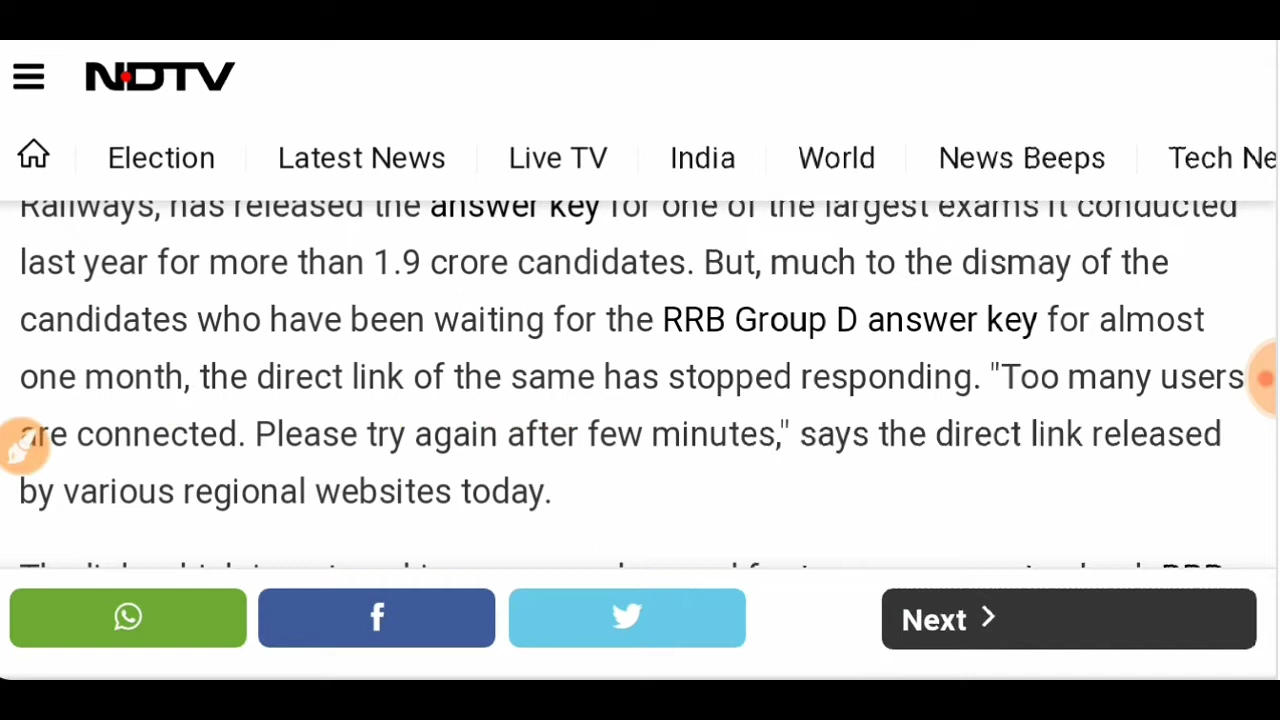 NDTV
Election Latest News Live TV India World News Beeps Tech Ne
Railways, has released the answer key for one of the largest exams it conducted
last year for more than 1.9 crore candidates. But, much to the dismay of the
candidates who have been waiting for the RRB Group D answer key for almost
one month, the direct link of the same has stopped responding. "Too many users
are connected. Please try again after few minutes," says the direct link released
by various regional websites today.
Next